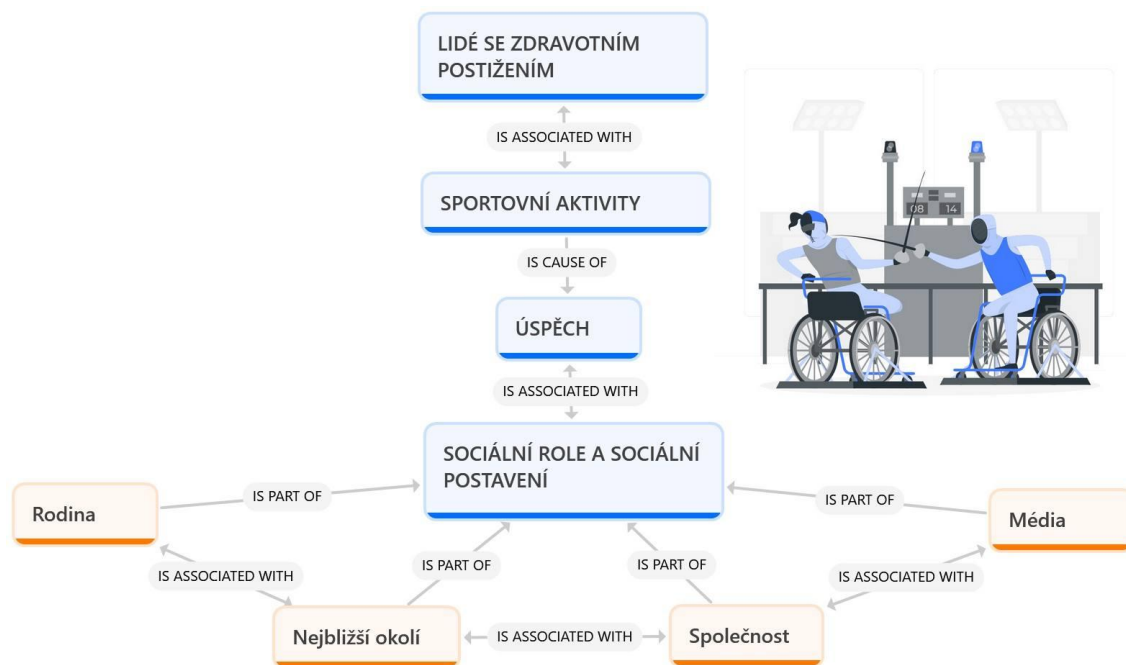 LIDÉ SE ZDRAVOTNÍM
POSTIŽENÍM
IS ASSOCIATED WITH
SPORTOVNÍ AKTIVITY
08 14
IS CAUSE OF
ÚSPĚCH
IS ASSOCIATED WITH
SOCIÁLNÍ ROLE A SOCIÁLNÍ
POSTAVENÍ
IS PART OF
IS PART OF
Rodina
Média
IS PART OF
IS PART OF
IS ASSOCIATED WITH
IS ASSOCIATED WITH
Nejbližší okolí
IS ASSOCIATED WITH
Společnost